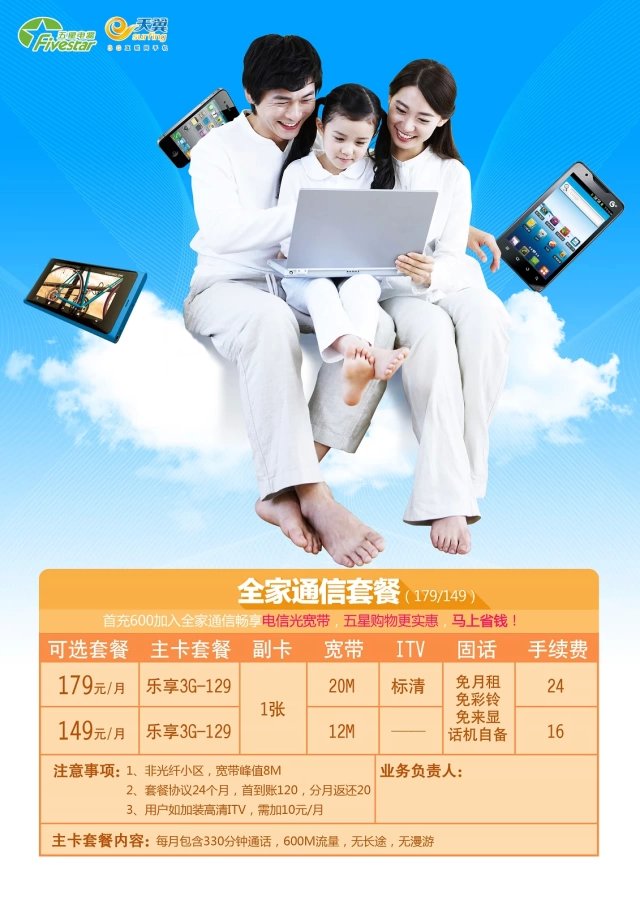 五星电器
Fivestar
天翼
surfing
3G互联网手机
全家通信套餐（179/149）
首充600加入全家通信畅享电信光宽带，五星购物更实惠，马上省钱！
可选套餐 主卡套餐 副卡 宽带 ITV 固话 手续费
179元/月 乐享3G-129 1张 20M 标清 免月租 24
免彩铃
免来显
话机自备
149元/月 乐享3G-129 12M —— 16
注意事项：1、非光纤小区，宽带峰值8M
2、套餐协议24个月，首到账120，分月返还20
3、用户如加装高清ITV，需加10元/月
业务负责人：
主卡套餐内容：每月包含330分钟通话，600M流量，无长途，无漫游